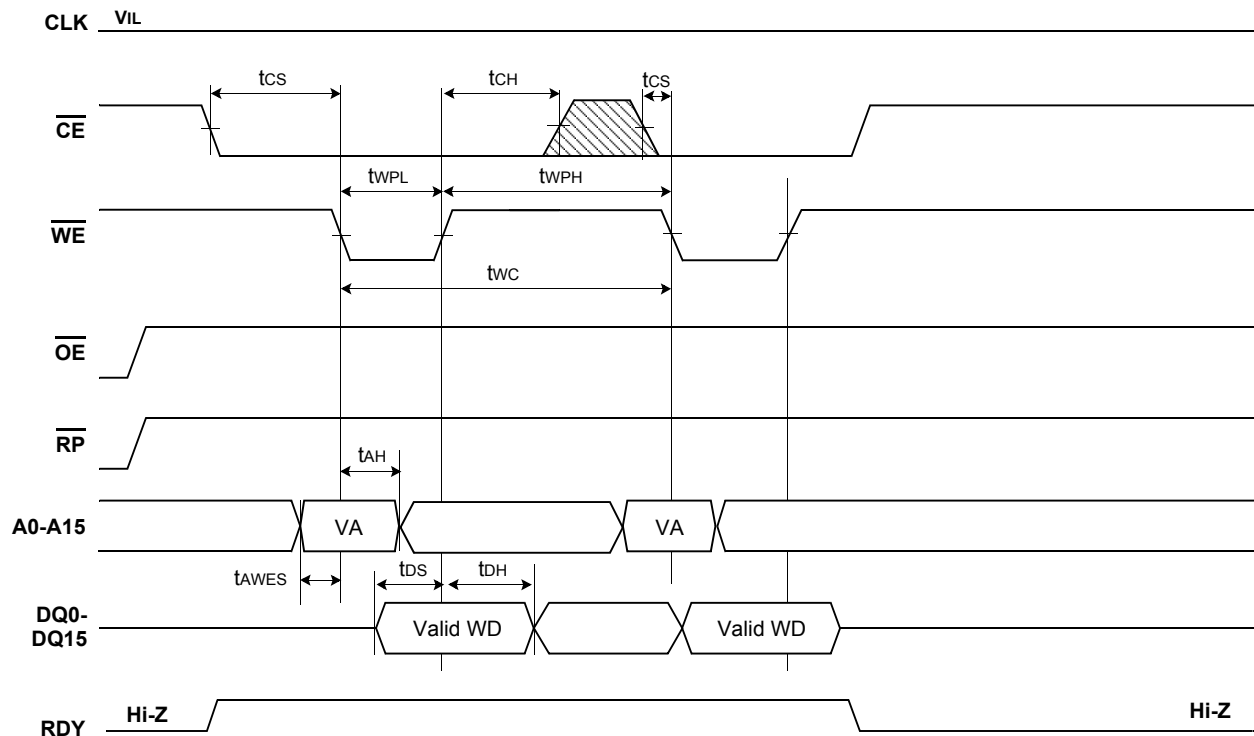 CLK VIL
tCS tCH tCS
CE
tWPL tWPH
WE
tWC
OE
RP
tAH
A0-A15 VA VA
tAWES tDS tDH
DQ0-
DQ15 Valid WD Valid WD
RDY Hi-Z Hi-Z